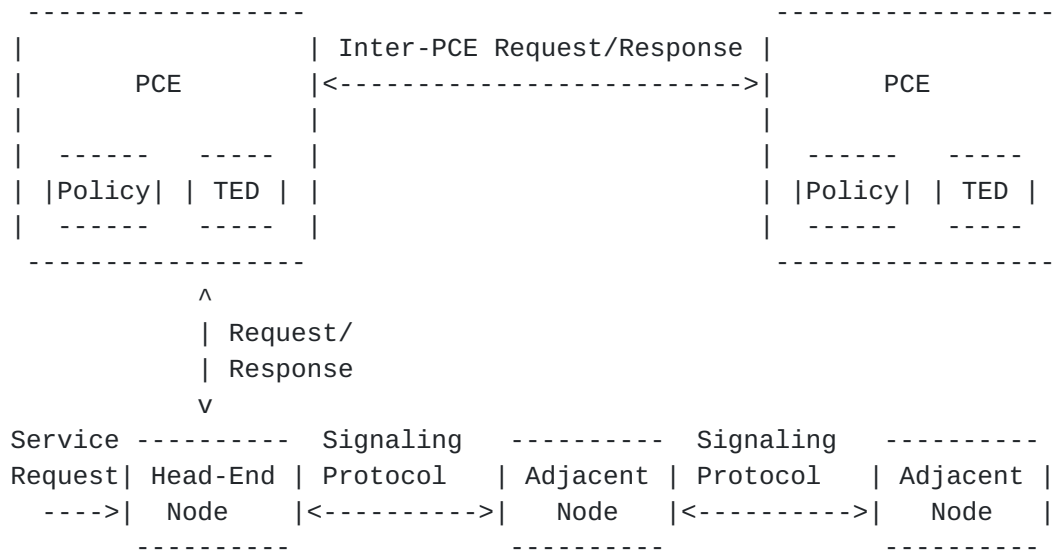 Inter-PCE Request/Response
PCE PCE
Policy TED Policy TED
Request/
Response
Service Signaling Signaling
Request Head-End Protocol Adjacent Protocol Adjacent
Node Node Node